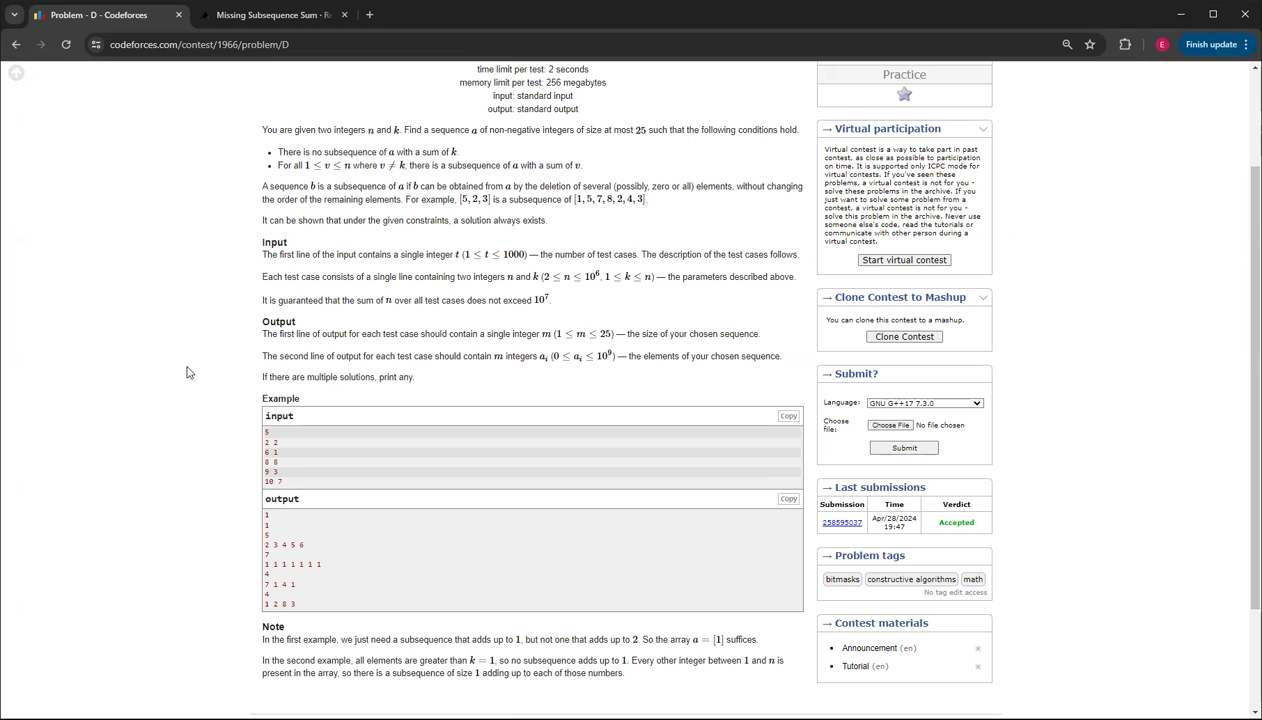 Problem - D - Codeforces
Missing Subsequence Sum - Re
codeforces.com/contest/1966/problem/D
Finish update
time limit per test: 2 seconds
memory limit per test: 256 megabytes
input: standard input
output: standard output
You are given two integers n and k. Find a sequence a of non-negative integers of size at most 25 such that the following conditions hold.
• There is no subsequence of a with a sum of k.
• For all 1 ≤ v ≤ n where v ≠ k, there is a subsequence of a with a sum of v.
A sequence b is a subsequence of a if b can be obtained from a by the deletion of several (possibly, zero or all) elements, without changing
the order of the remaining elements. For example, [5, 2, 3] is a subsequence of [1, 5, 7, 8, 2, 4, 3].
It can be shown that under the given constraints, a solution always exists.
Input
The first line of the input contains a single integer t (1 ≤ t ≤ 1000) — the number of test cases. The description of the test cases follows.
Each test case consists of a single line containing two integers n and k (2 ≤ n ≤ 10⁶, 1 ≤ k ≤ n) — the parameters described above.
It is guaranteed that the sum of n over all test cases does not exceed 10⁷.
Output
The first line of output for each test case should contain a single integer m (1 ≤ m ≤ 25) — the size of your chosen sequence.
The second line of output for each test case should contain m integers aᵢ (0 ≤ aᵢ ≤ 10⁹) — the elements of your chosen sequence.
If there are multiple solutions, print any.
Example
input
Copy
5
2 2
6 1
8 8
9 3
10 7
output
Copy
1
1
5
2 3 4 5 6
7
1 1 1 1 1 1 1
4
7 1 4 1
4
1 2 8 3
Note
In the first example, we just need a subsequence that adds up to 1, but not one that adds up to 2. So the array a = [1] suffices.
In the second example, all elements are greater than k = 1, so no subsequence adds up to 1. Every other integer between 1 and n is
present in the array, so there is a subsequence of size 1 adding up to each of those numbers.
Practice
→ Virtual participation
Virtual contest is a way to take part in past
contest, as close as possible to participation
on time. It is supported only ICPC mode for
virtual contests. If you've seen these
problems, a virtual contest is not for you -
solve these problems in the archive. If you
just want to solve some problem from a
contest, a virtual contest is not for you -
solve this problem in the archive. Never use
someone else's code, read the tutorials or
communicate with other person during a
virtual contest.
Start virtual contest
→ Clone Contest to Mashup
You can clone this contest to a mashup.
Clone Contest
→ Submit?
Language: GNU G++17 7.3.0
Choose
file:
Choose File No file chosen
Submit
→ Last submissions
Submission Time Verdict
258595037 Apr/28/2024
19:47 Accepted
→ Problem tags
bitmasks constructive algorithms math
No tag edit access
→ Contest materials
• Announcement (en)
• Tutorial (en)